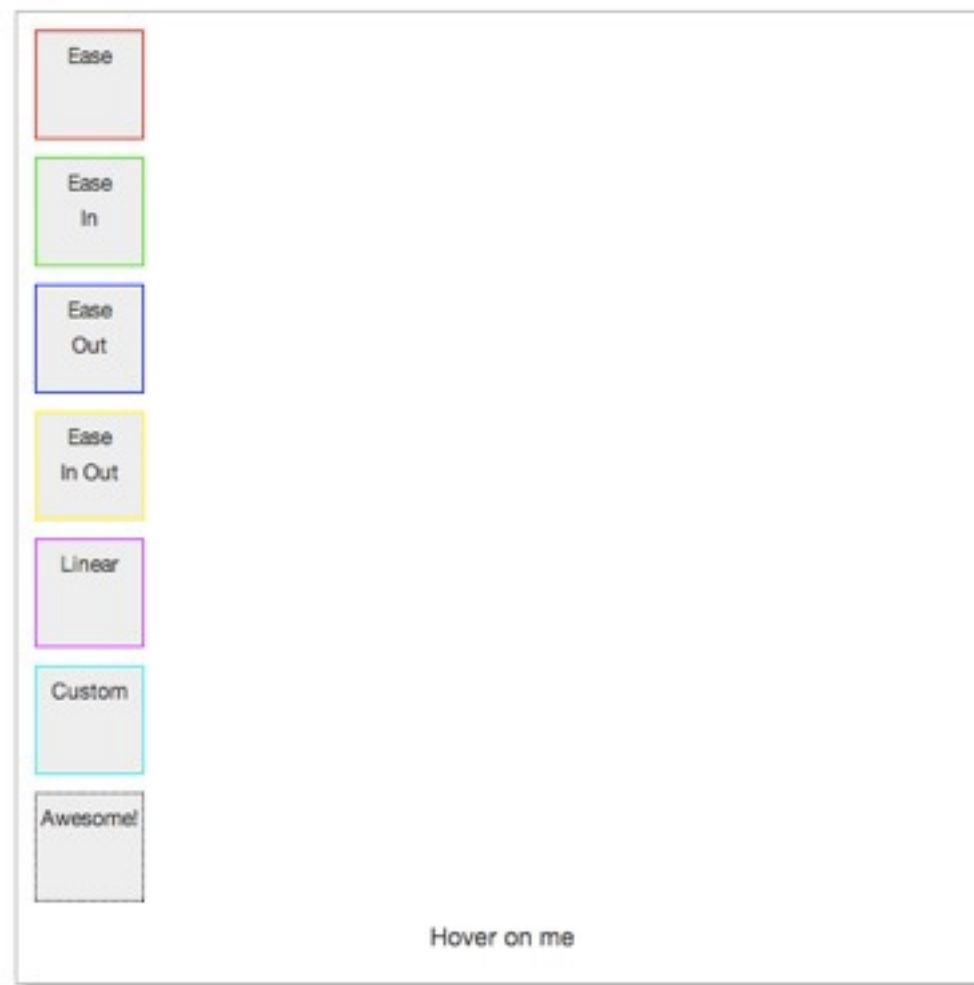 Ease
Ease
In
Ease
Out
Ease
In Out
Linear
Custom
Awesome!
Hover on me